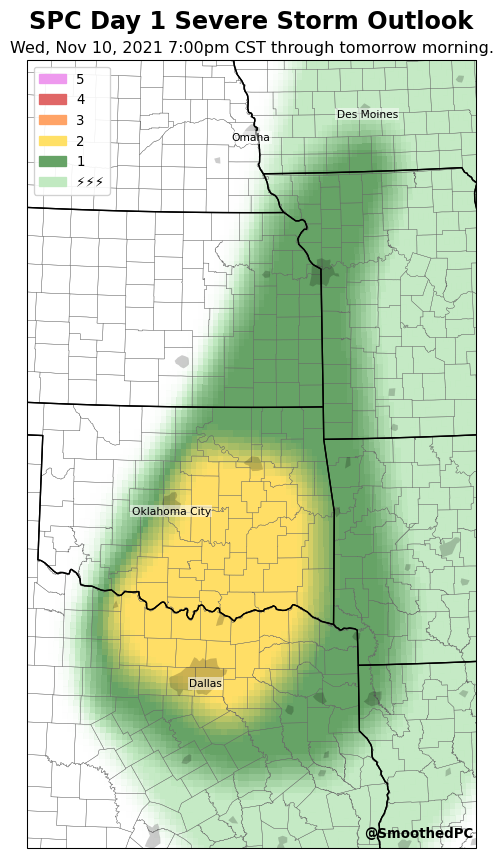 SPC Day 1 Severe Storm Outlook
Wed, Nov 10, 2021 7:00pm CST through tomorrow morning.
5
4
3
2
1
⚡⚡⚡
Des Moines
Omaha
Oklahoma City
Dallas
@SmoothedPC